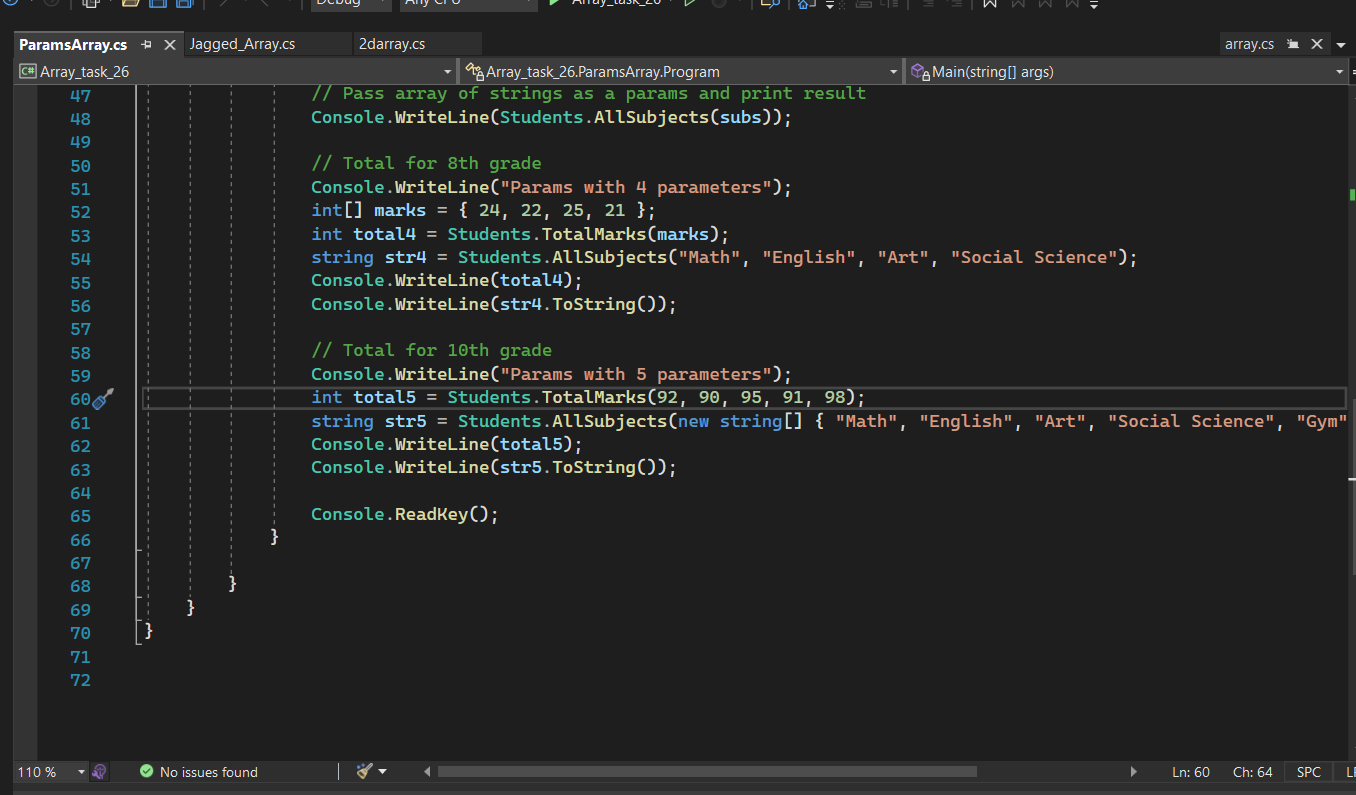 Debug Any CPU Array_task_26
ParamsArray.cs Jagged_Array.cs 2darray.cs array.cs
C# Array_task_26 Array_task_26.ParamsArray.Program Main(string[] args)
47 // Pass array of strings as a params and print result
48 Console.WriteLine(Students.AllSubjects(subs));
49
50 // Total for 8th grade
51 Console.WriteLine("Params with 4 parameters");
52 int[] marks = { 24, 22, 25, 21 };
53 int total4 = Students.TotalMarks(marks);
54 string str4 = Students.AllSubjects("Math", "English", "Art", "Social Science");
55 Console.WriteLine(total4);
56 Console.WriteLine(str4.ToString());
57
58 // Total for 10th grade
59 Console.WriteLine("Params with 5 parameters");
60 int total5 = Students.TotalMarks(92, 90, 95, 91, 98);
61 string str5 = Students.AllSubjects(new string[] { "Math", "English", "Art", "Social Science", "Gym"
62 Console.WriteLine(total5);
63 Console.WriteLine(str5.ToString());
64
65 Console.ReadKey();
66 }
67
68 }
69 }
70 }
71
72
110 % No issues found Ln: 60 Ch: 64 SPC